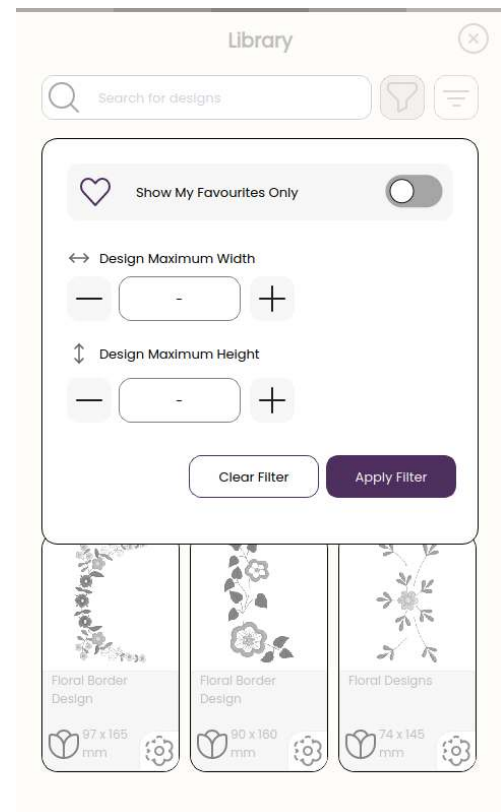 Library
Search for designs
Show My Favourites Only
Design Maximum Width
-
Design Maximum Height
-
Clear Filter
Apply Filter
Floral Border
Design
97 x 165
mm
Floral Border
Design
90 x 160
mm
Floral Designs
74 x 145
mm